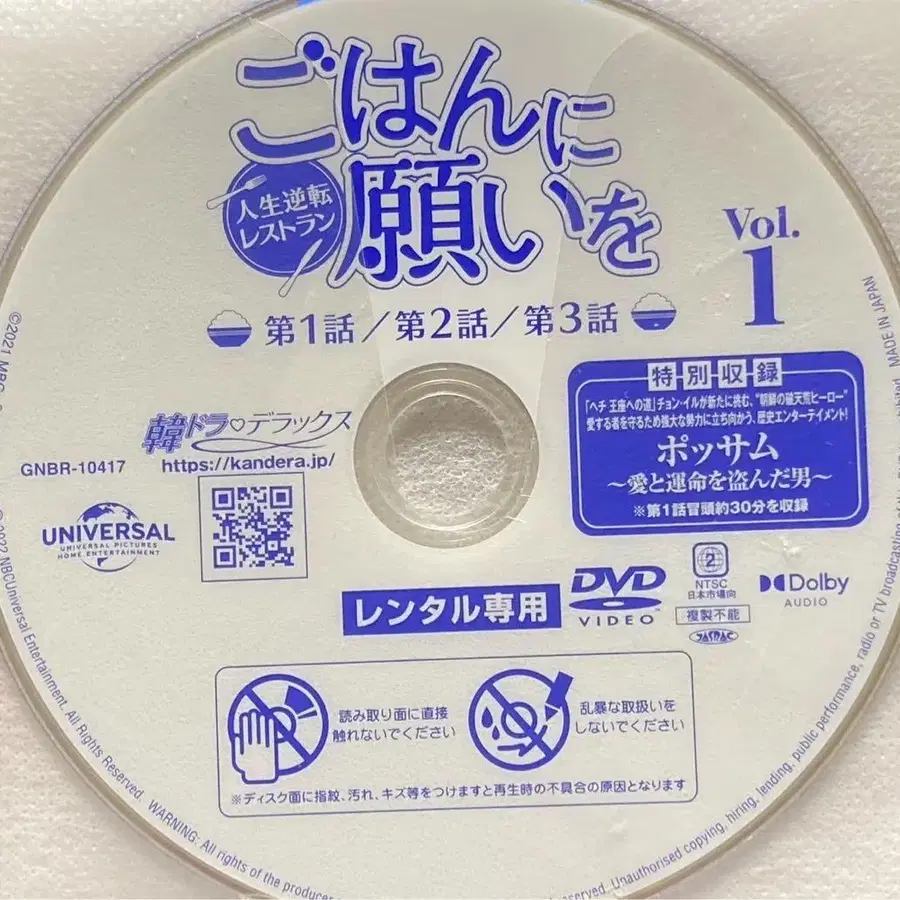 ごはんに
願いを
人生逆転
レストラン
Vol.
1
第1話／第2話／第3話
特別収録
「ヘチ 王座への道」チョン・イルが新たに挑む、"朝鮮の破天荒ヒーロー"
愛する者を守るため強大な勢力に立ち向かう、歴史エンターテイメント!
ポッサム
～愛と運命を盗んだ男～
※第1話冒頭約30分を収録
韓ドラ♡デラックス
https://kandera.jp/
GNBR-10417
UNIVERSAL
UNIVERSAL PICTURES
HOME ENTERTAINMENT
レンタル専用
DVD
VIDEO
2
NTSC
日本市場向
複製不能
JASRAC
Dolby
AUDIO
読み取り面に直接
触れないでください
乱暴な取扱いを
しないでください
※ディスク面に指紋、汚れ、キズ等をつけますと再生時の不具合の原因となります
©2021 MBC
NBCUniversal Entertainment. All Rights Reserved. WARNING: All rights of the producer
Unauthorised copying, hiring, lending, public performance, radio or TV broadcasting
MADE IN JAPAN